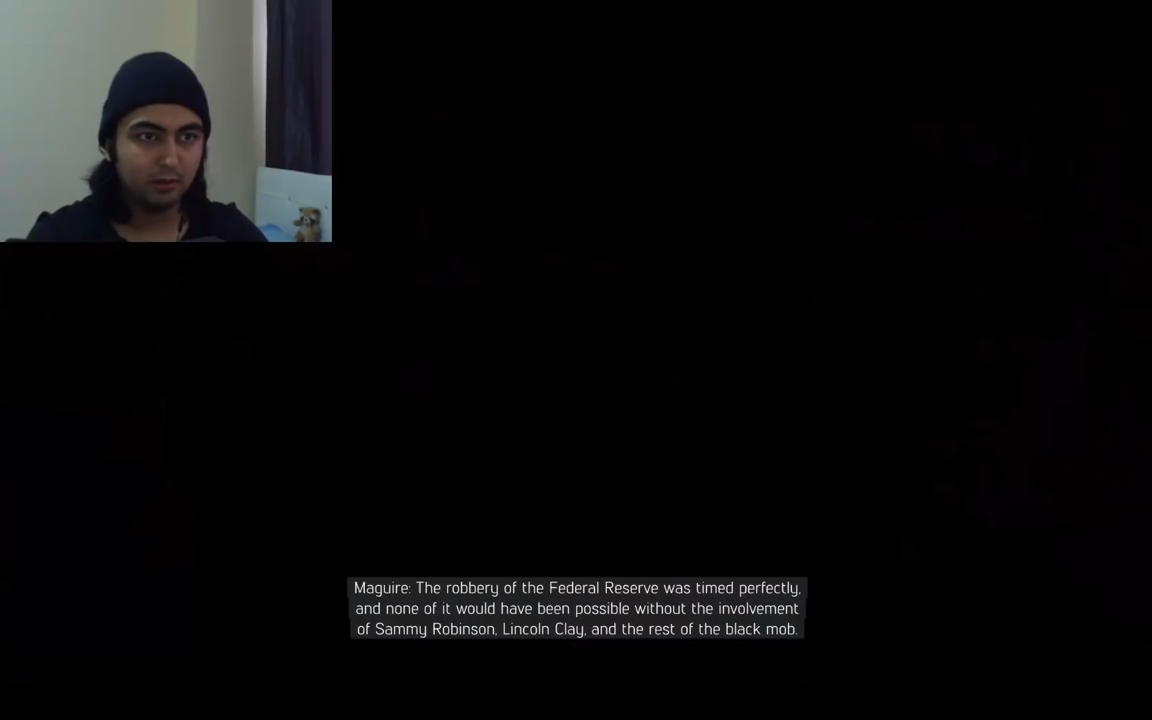 Maguire: The robbery of the Federal Reserve was timed perfectly,
and none of it would have been possible without the involvement
of Sammy Robinson, Lincoln Clay, and the rest of the black mob.